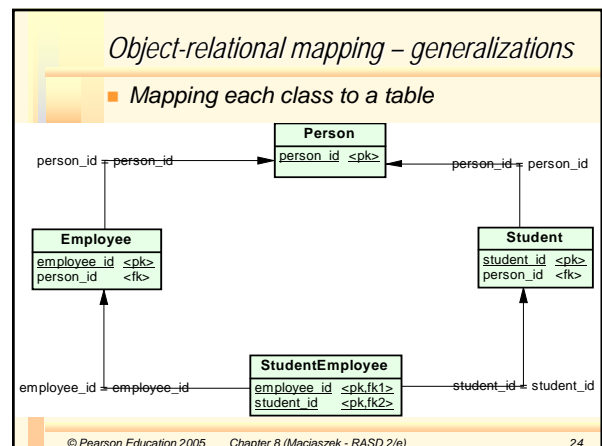 Object-relational mapping – generalizations
Mapping each class to a table
Person
person_id <pk>
person_id = person_id
person_id = person_id
Employee
employee_id <pk>
person_id <fk>
Student
student_id <pk>
person_id <fk>
StudentEmployee
employee_id <pk,fk1>
student_id <pk,fk2>
employee_id = employee_id
student_id = student_id
© Pearson Education 2005 Chapter 8 (Maciaszek - RASD 2/e) 24